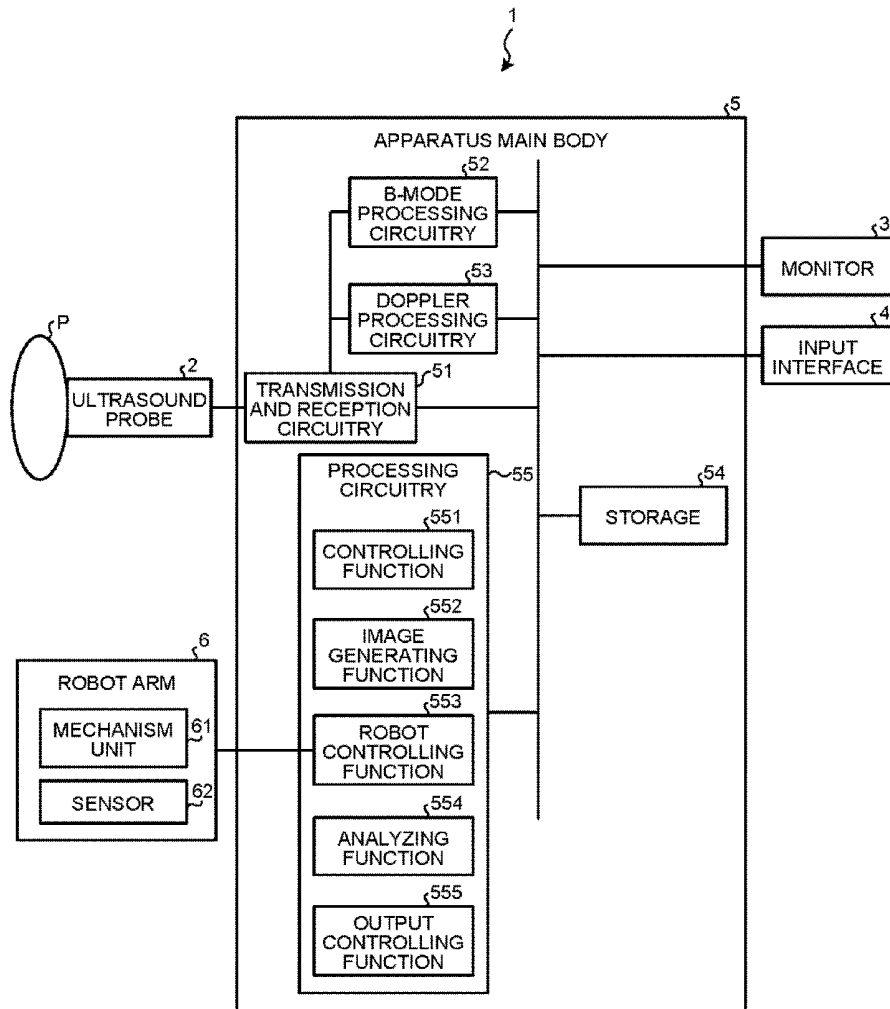 1
5
APPARATUS MAIN BODY
52
B-MODE
PROCESSING
CIRCUITRY
3
MONITOR
53
DOPPLER
PROCESSING
CIRCUITRY
4
INPUT
INTERFACE
P
2
ULTRASOUND
PROBE
51
TRANSMISSION
AND RECEPTION
CIRCUITRY
PROCESSING
CIRCUITRY
55
54
STORAGE
551
CONTROLLING
FUNCTION
552
IMAGE
GENERATING
FUNCTION
6
ROBOT ARM
MECHANISM
UNIT
61
SENSOR
62
553
ROBOT
CONTROLLING
FUNCTION
554
ANALYZING
FUNCTION
555
OUTPUT
CONTROLLING
FUNCTION